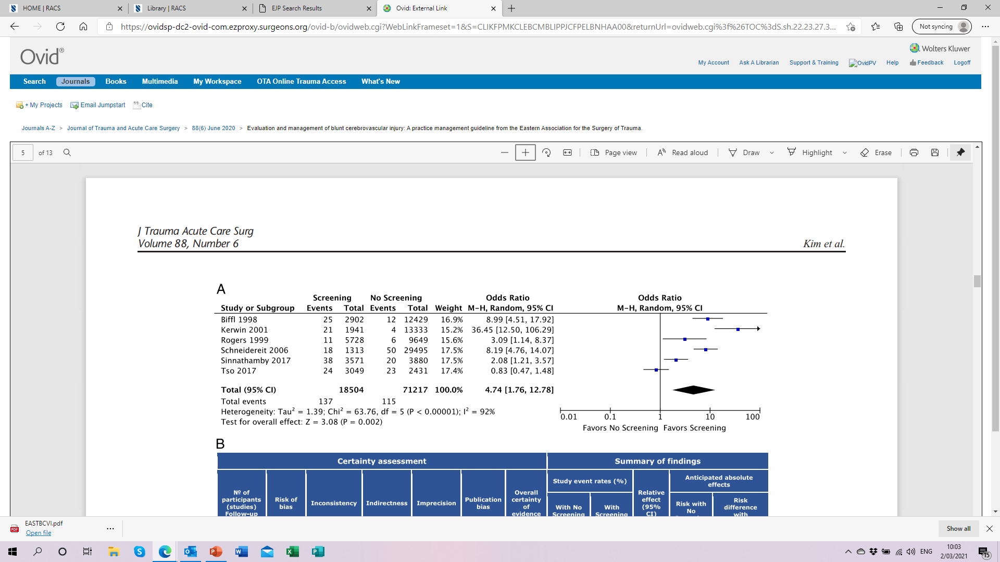 HOME | RACS
Library | RACS
EJP Search Results
Ovid: External Link
https://ovidsp-dc2-ovid-com.ezproxy.surgeons.org/ovid-b/ovidweb.cgi?WebLinkFrameset=1&S=CLIKFPMKCLEBCMBLIPPJCFPELBNHAA00&returnUrl=ovidweb.cgi%3f%26TOC%3dS.sh.22.23.27.3...
Not syncing
Ovid®
Wolters Kluwer
My Account Ask A Librarian Support & Training OvidPV Help Feedback Logoff
Search Journals Books Multimedia My Workspace OTA Online Trauma Access What's New
+ My Projects Email Jumpstart Cite
Journals A-Z > Journal of Trauma and Acute Care Surgery > 88(6) June 2020 > Evaluation and management of blunt cerebrovascular injury: A practice management guideline from the Eastern Association for the Surgery of Trauma.
5 of 13 Page view Read aloud Draw Highlight Erase
J Trauma Acute Care Surg
Volume 88, Number 6 Kim et al.
A
Screening No Screening Odds Ratio Odds Ratio
Study or Subgroup Events Total Events Total Weight M-H, Random, 95% CI M-H, Random, 95% CI
Biffl 1998 25 2902 12 12429 16.9% 8.99 [4.51, 17.92]
Kerwin 2001 21 1941 4 13333 15.2% 36.45 [12.50, 106.29]
Rogers 1999 11 5728 6 9649 15.6% 3.09 [1.14, 8.37]
Schneidereit 2006 18 1313 50 29495 17.5% 8.19 [4.76, 14.07]
Sinnathamby 2017 38 3571 20 3880 17.5% 2.08 [1.21, 3.57]
Tso 2017 24 3049 23 2431 17.4% 0.83 [0.47, 1.48]
Total (95% CI) 18504 71217 100.0% 4.74 [1.76, 12.78]
Total events 137 115
Heterogeneity: Tau² = 1.39; Chi² = 63.76, df = 5 (P < 0.00001); I² = 92%
Test for overall effect: Z = 3.08 (P = 0.002)
0.01 0.1 1 10 100
Favors No Screening Favors Screening
B
Certainty assessment
Summary of findings
Nº of
participants
(studies)
Follow-up
Risk of
bias
Inconsistency
Indirectness
Imprecision
Publication
bias
Overall
certainty
of
evidence
Study event rates (%)
With No
Screening
With
Screening
Relative
effect
(95%
CI)
Anticipated absolute
effects
Risk with
No
Risk
difference
with
EASTBCVI.pdf
Open file
Show all
PDF
ENG
10:03
2/03/2021
15